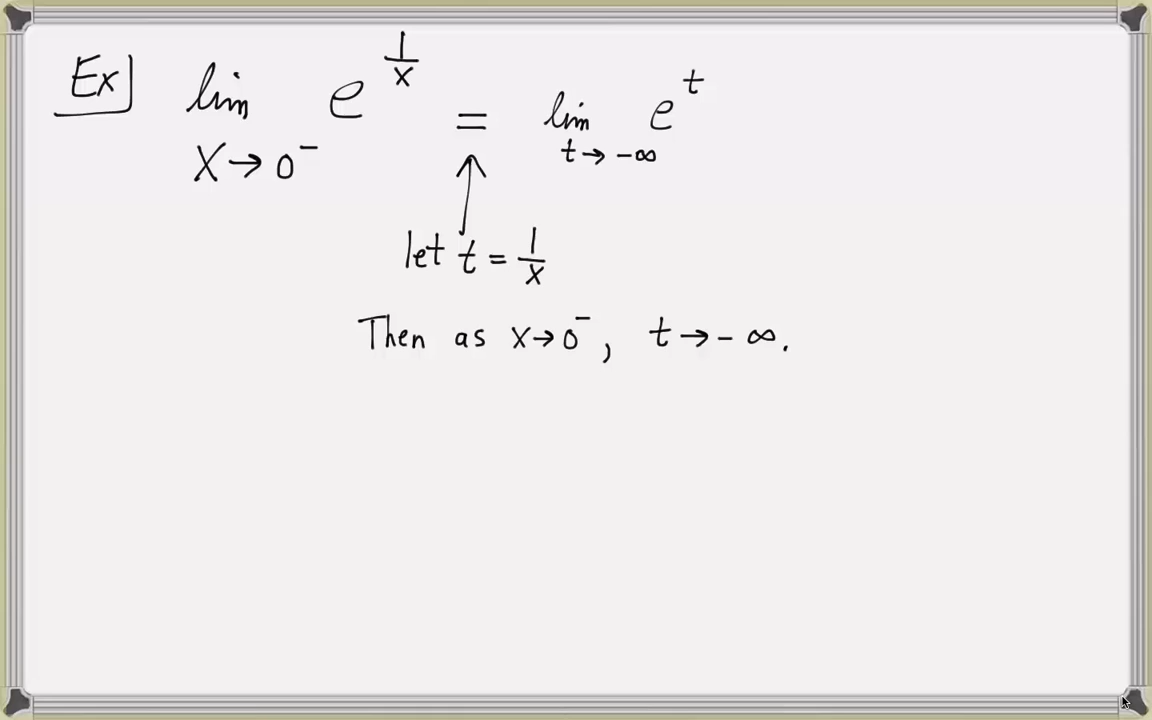 Ex lim x→0⁻ e^(1/x) = lim t→-∞ e^t
let t = 1/x
Then as x→0⁻, t→-∞.